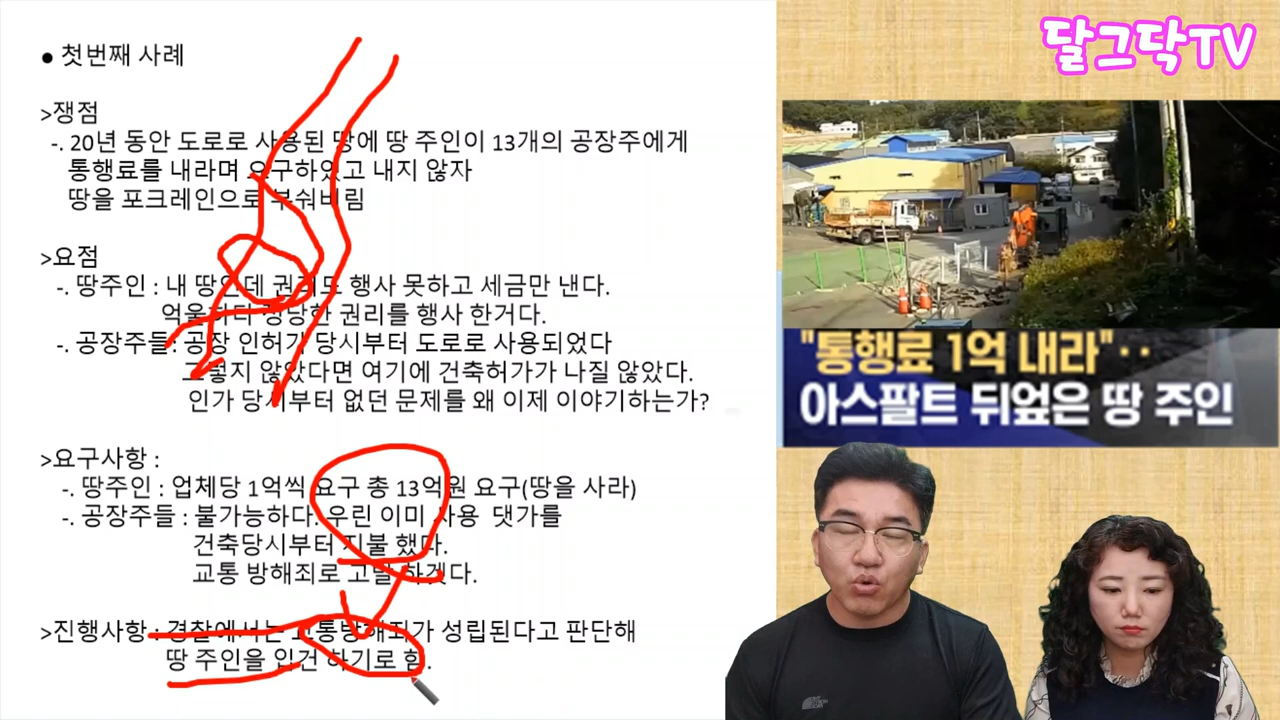 ● 첫번째 사례
>쟁점
-. 20년 동안 도로로 사용된 땅에 땅 주인이 13개의 공장주에게
통행료를 내라며 요구하였고 내지 않자
땅을 포크레인으로 부숴버림
>요점
-. 땅주인 : 내 땅인데 권리도 행사 못하고 세금만 낸다.
억울하다 정당한 권리를 행사 한거다.
-. 공장주들: 공장 인허가 당시부터 도로로 사용되었다
그렇지 않았다면 여기에 건축허가가 나질 않았다.
인가 당시부터 없던 문제를 왜 이제 이야기하는가?
>요구사항 :
-. 땅주인 : 업체당 1억씩 요구 총 13억원 요구(땅을 사라)
-. 공장주들 : 불가능하다. 우린 이미 사용 댓가를
건축당시부터 지불 했다.
교통 방해죄로 고발 하겠다.
>진행사항 : 경찰에서는 교통방해죄가 성립된다고 판단해
땅 주인을 입건 하기로 함.
달그닥TV
"통행료 1억 내라"··
아스팔트 뒤엎은 땅 주인